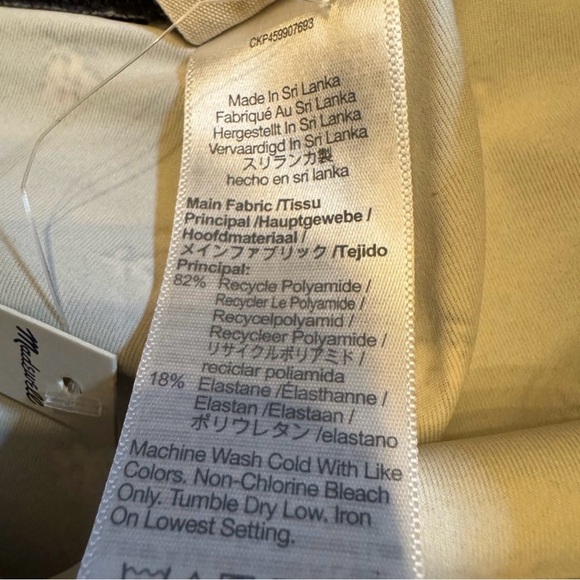 CKP459907693
Made In Sri Lanka
Fabriqué Au Sri Lanka
Hergestellt In Sri Lanka
Vervaardigd In Sri Lanka
スリランカ製
hecho en sri lanka
Main Fabric /Tissu
Principal /Hauptgewebe /
Hoofdmateriaal /
メインファブリック /Tejido
Principal:
82% Recycle Polyamide /
Recycler Le Polyamide /
Recycelpolyamid /
Recycleer Polyamide /
リサイクルポリアミド /
reciclar poliamida
18% Elastane /Élasthanne /
Elastan /Elastaan /
ポリウレタン /elastano
Machine Wash Cold With Like
Colors. Non-Chlorine Bleach
Only. Tumble Dry Low. Iron
On Lowest Setting.
Madewell